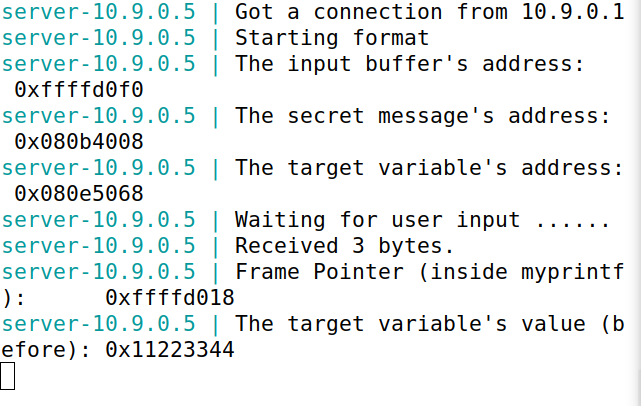 server-10.9.0.5 | Got a connection from 10.9.0.1
server-10.9.0.5 | Starting format
server-10.9.0.5 | The input buffer's address:
 0xffffd0f0
server-10.9.0.5 | The secret message's address:
 0x080b4008
server-10.9.0.5 | The target variable's address:
 0x080e5068
server-10.9.0.5 | Waiting for user input ......
server-10.9.0.5 | Received 3 bytes.
server-10.9.0.5 | Frame Pointer (inside myprintf
):      0xffffd018
server-10.9.0.5 | The target variable's value (b
efore): 0x11223344